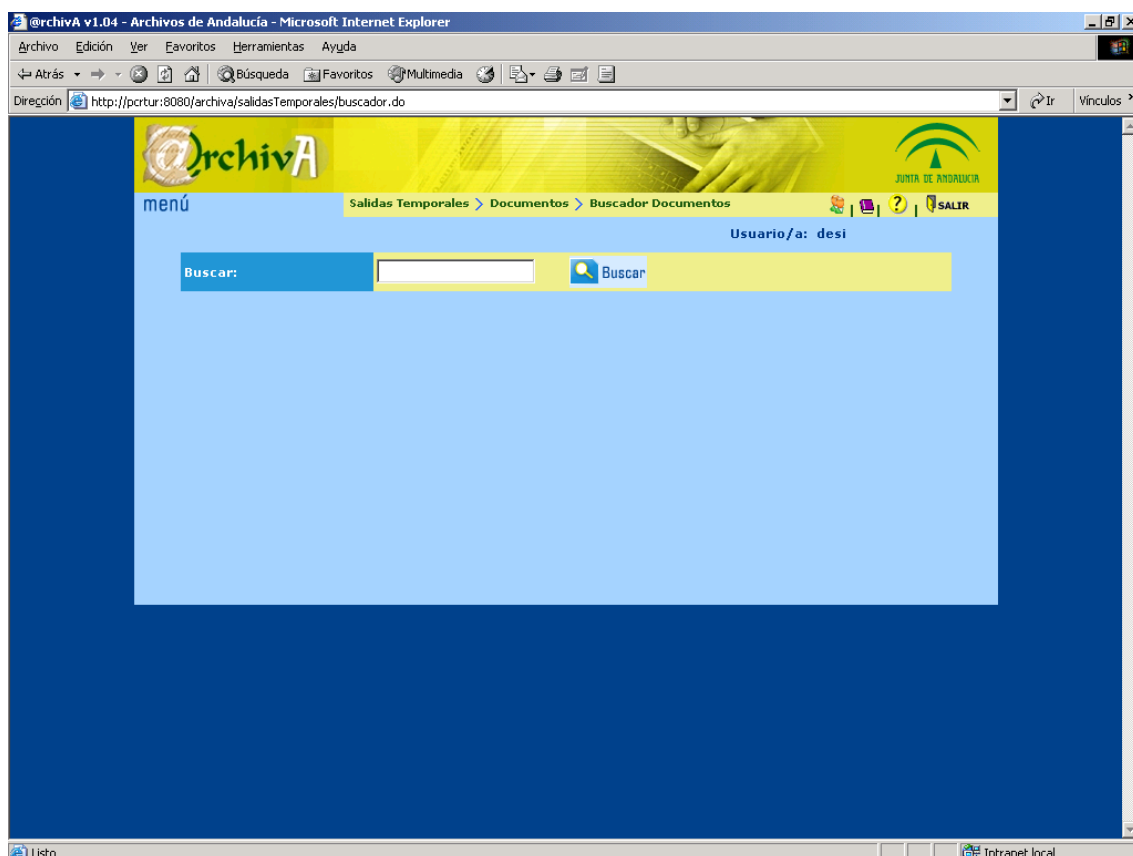 @rchivA v1.04 - Archivos de Andalucía - Microsoft Internet Explorer
Archivo Edición Ver Favoritos Herramientas Ayuda
Atrás Búsqueda Favoritos Multimedia
Dirección http://pcrtur:8080/archiva/salidasTemporales/buscador.do Ir Vínculos »
@rchivA
JUNTA DE ANDALUCIA
menú Salidas Temporales > Documentos > Buscador Documentos | | ? | SALIR
Usuario/a: desi
Buscar: Buscar
Listo Intranet local